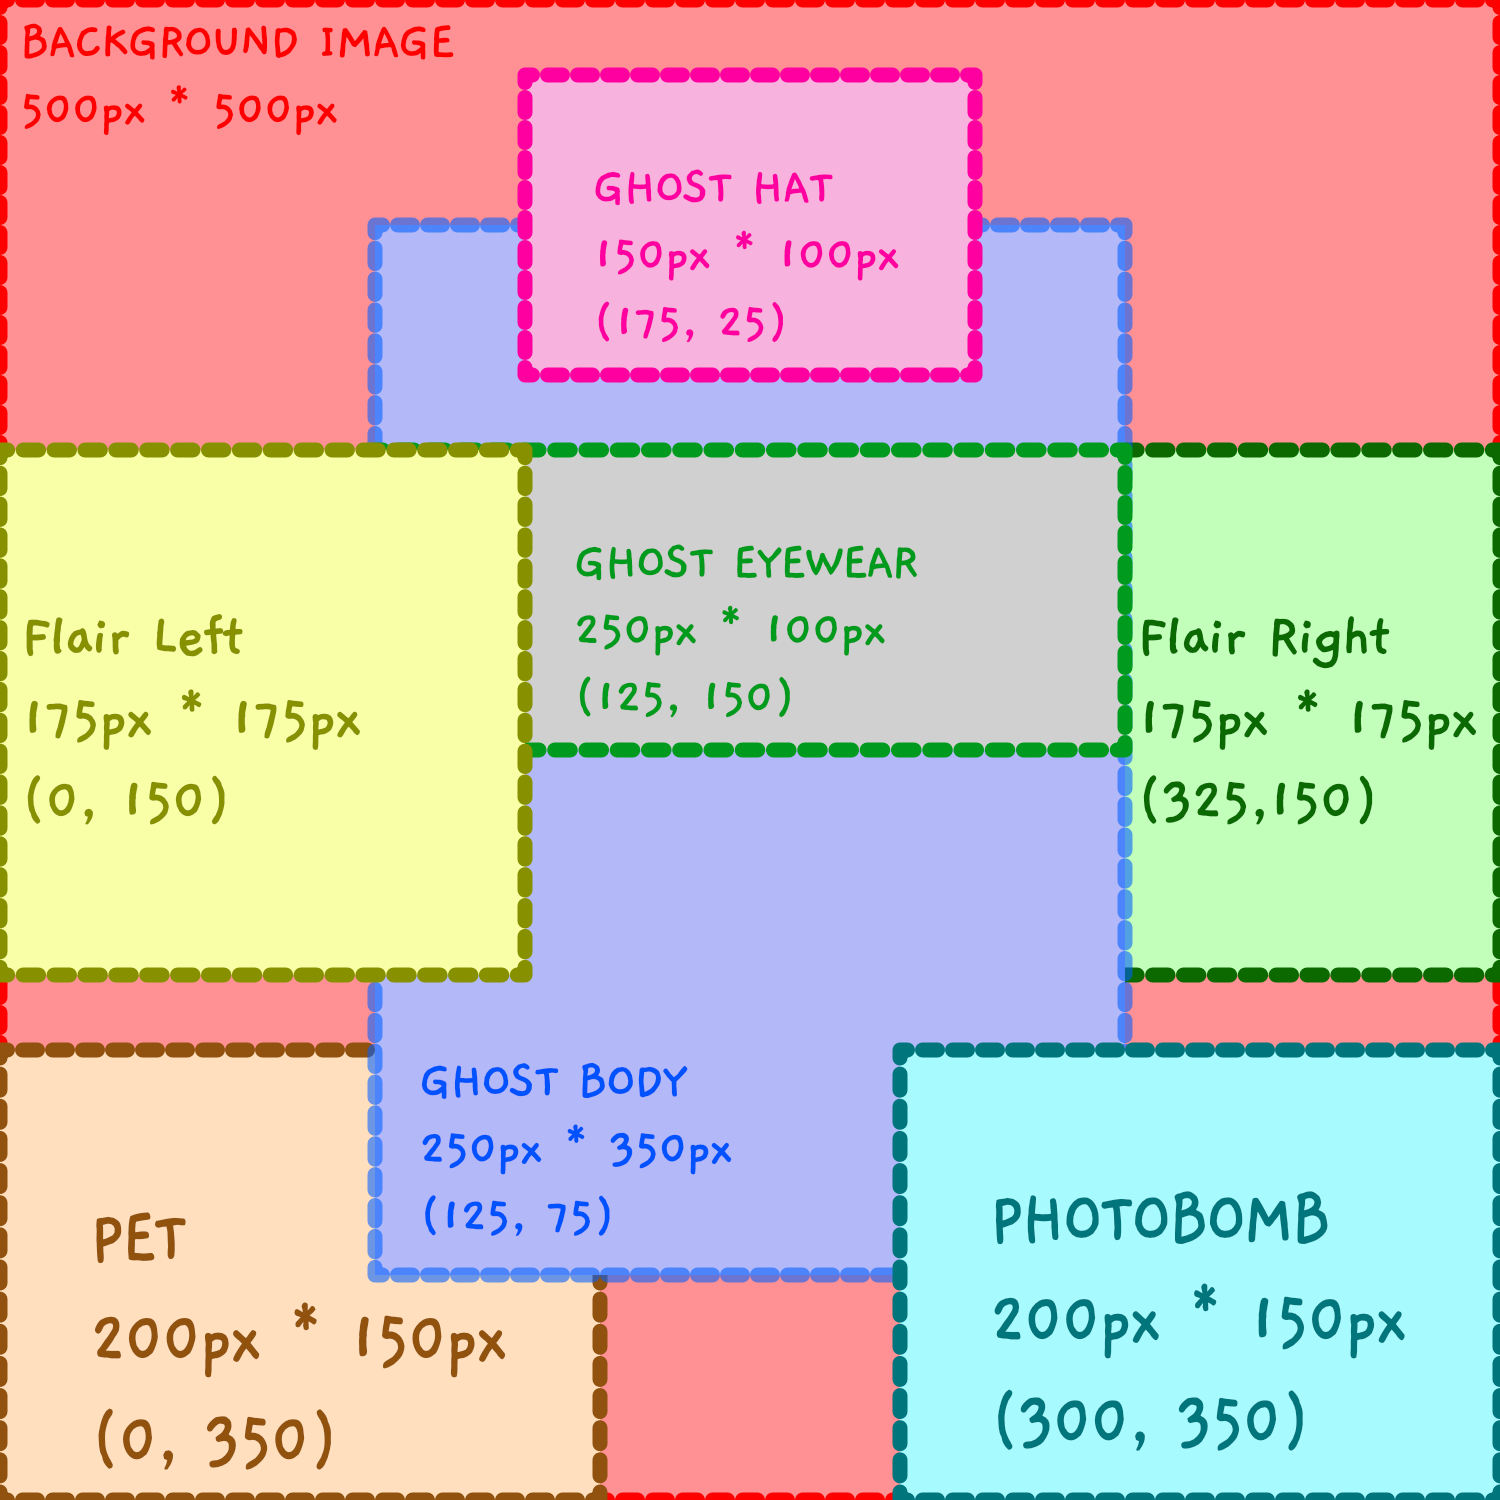 BACKGROUND IMAGE
500px * 500px
GHOST HAT
150px * 100px
(175, 25)
GHOST EYEWEAR
250px * 100px
(125, 150)
Flair Left
175px * 175px
(0, 150)
Flair Right
175px * 175px
(325,150)
GHOST BODY
250px * 350px
(125, 75)
PET
200px * 150px
(0, 350)
PHOTOBOMB
200px * 150px
(300, 350)